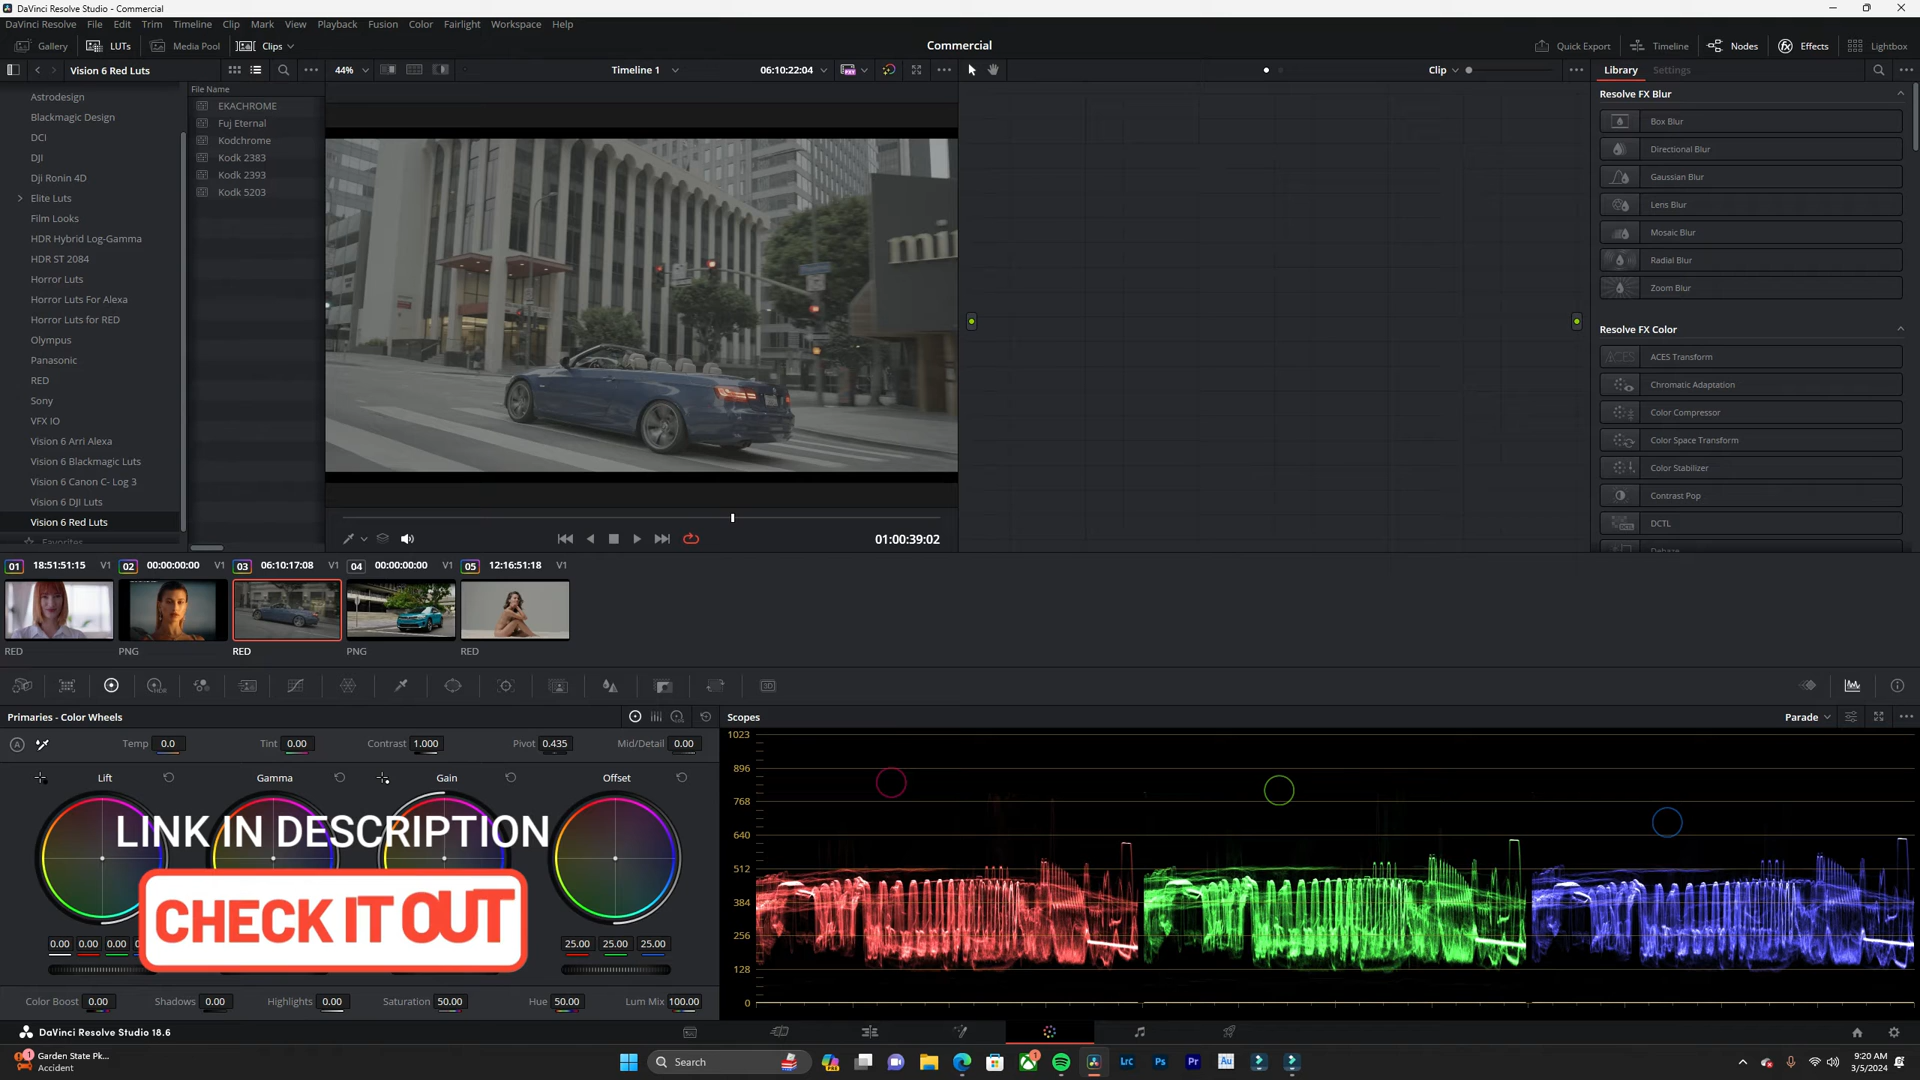 DaVinci Resolve Studio - Commercial
DaVinci Resolve File Edit Trim Timeline Clip Mark View Playback Fusion Color Fairlight Workspace Help
Gallery LUTs Media Pool Clips Commercial Quick Export Timeline Nodes Effects Lightbox
Vision 6 Red Luts 44% Timeline 1 06:10:22:04 Clip Library Settings
File Name
Astrodesign
Blackmagic Design
DCI
DJI
Dji Ronin 4D
Elite Luts
Film Looks
HDR Hybrid Log-Gamma
HDR ST 2084
Horror Luts
Horror Luts For Alexa
Horror Luts for RED
Olympus
Panasonic
RED
Sony
VFX IO
Vision 6 Arri Alexa
Vision 6 Blackmagic Luts
Vision 6 Canon C- Log 3
Vision 6 DJI Luts
Vision 6 Red Luts
Favorites
EKACHROME
Fuj Eternal
Kodchrome
Kodk 2383
Kodk 2393
Kodk 5203
Resolve FX Blur
Box Blur
Directional Blur
Gaussian Blur
Lens Blur
Mosaic Blur
Radial Blur
Zoom Blur
Resolve FX Color
ACES Transform
Chromatic Adaptation
Color Compressor
Color Space Transform
Color Stabilizer
Contrast Pop
DCTL
01:00:39:02
01 18:51:51:15 V1 02 00:00:00:00 V1 03 06:10:17:08 V1 04 00:00:00:00 V1 05 12:16:51:18 V1
RED PNG RED PNG RED
Primaries - Color Wheels
Scopes Parade
Temp 0.0 Tint 0.00 Contrast 1.000 Pivot 0.435 Mid/Detail 0.00
Lift Gamma Gain Offset
LINK IN DESCRIPTION
CHECK IT OUT
0.00 0.00 0.00 25.00 25.00 25.00
Color Boost 0.00 Shadows 0.00 Highlights 0.00 Saturation 50.00 Hue 50.00 Lum Mix 100.00
1023
896
768
640
512
384
256
128
0
DaVinci Resolve Studio 18.6
Garden State Pk...
Accident
Search
Lrc Ps Pr Au
9:20 AM
3/5/2024